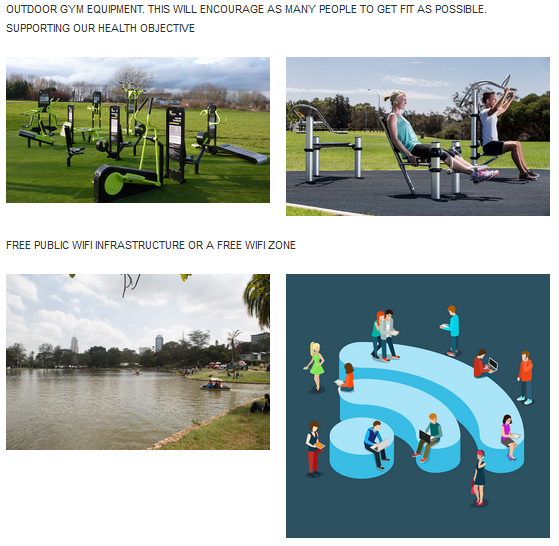 OUTDOOR GYM EQUIPMENT. THIS WILL ENCOURAGE AS MANY PEOPLE TO GET FIT AS POSSIBLE.
SUPPORTING OUR HEALTH OBJECTIVE
FREE PUBLIC WIFI INFRASTRUCTURE OR A FREE WIFI ZONE